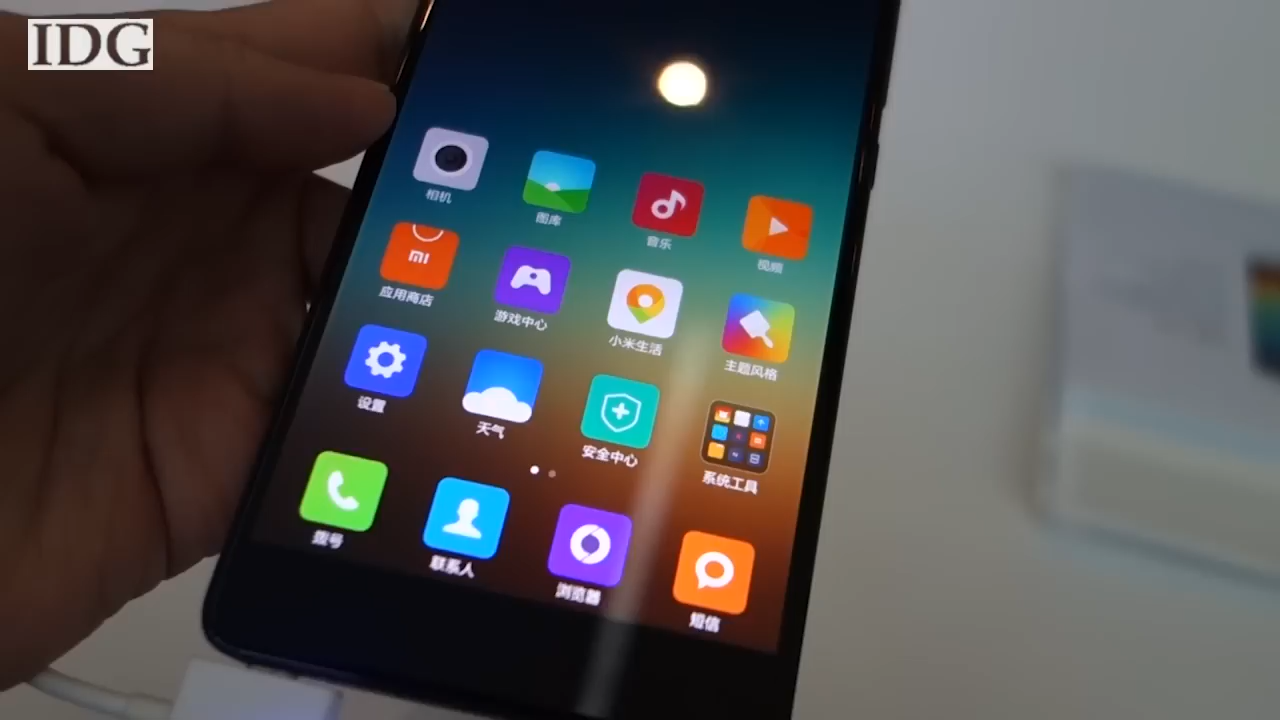 IDG
相机
图库
音乐
视频
mi
应用商店
游戏中心
小米生活
主题风格
设置
天气
安全中心
系统工具
拨号
联系人
浏览器
短信